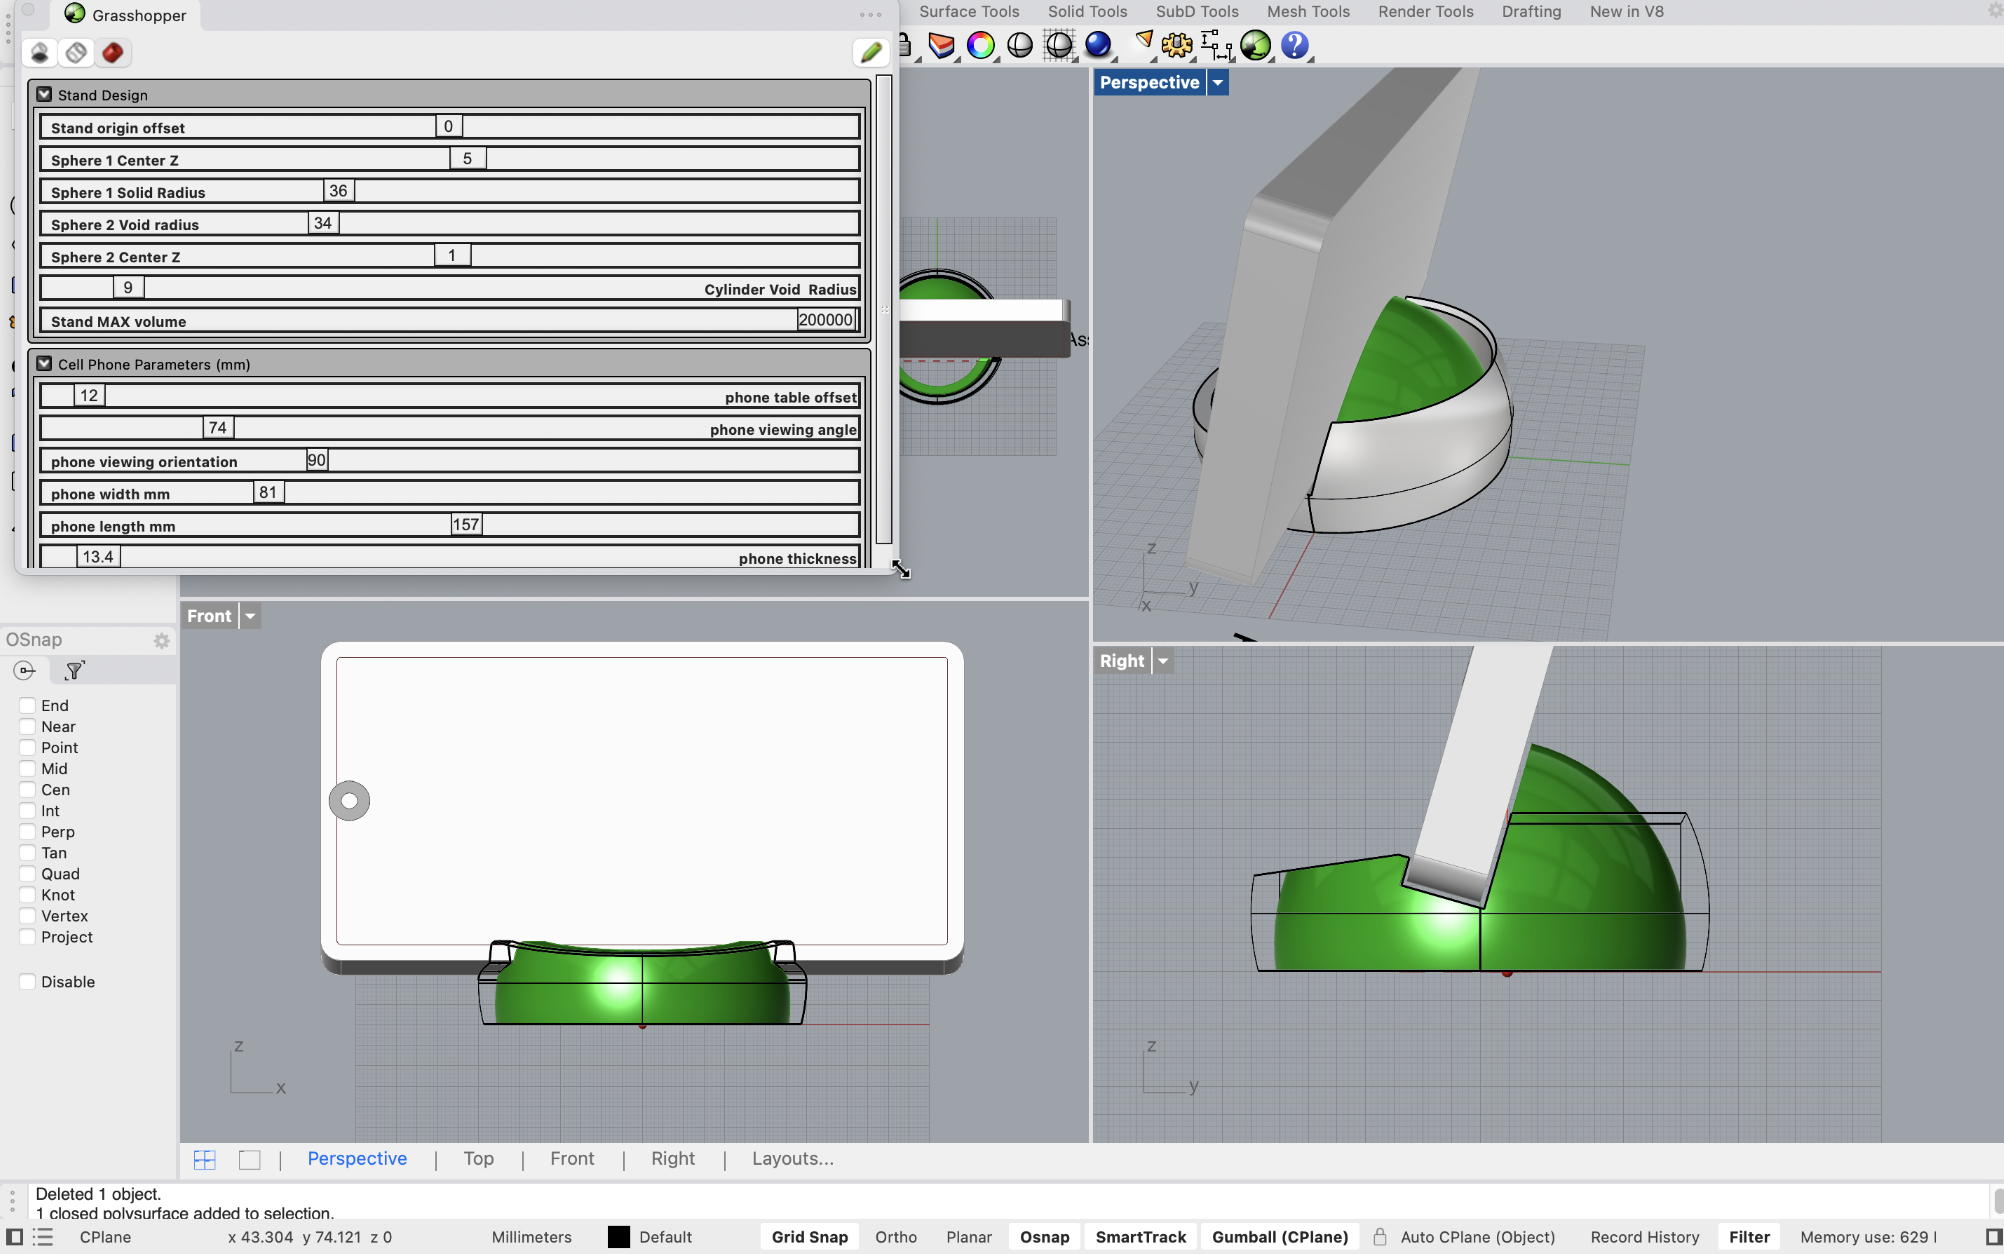 Grasshopper
Surface Tools Solid Tools SubD Tools Mesh Tools Render Tools Drafting New in V8
Stand Design
Stand origin offset 0
Sphere 1 Center Z 5
Sphere 1 Solid Radius 36
Sphere 2 Void radius 34
Sphere 2 Center Z 1
9 Cylinder Void Radius
Stand MAX volume 200000
Cell Phone Parameters (mm)
12 phone table offset
74 phone viewing angle
phone viewing orientation 90
phone width mm 81
phone length mm 157
13.4 phone thickness
Perspective
z
y
x
Front
z
x
Right
z
y
OSnap
End
Near
Point
Mid
Cen
Int
Perp
Tan
Quad
Knot
Vertex
Project
Disable
Perspective | Top | Front | Right | Layouts...
Deleted 1 object.
1 closed polysurface added to selection.
CPlane x 43.304 y 74.121 z 0 Millimeters Default Grid Snap Ortho Planar Osnap SmartTrack Gumball (CPlane) Auto CPlane (Object) Record History Filter Memory use: 629